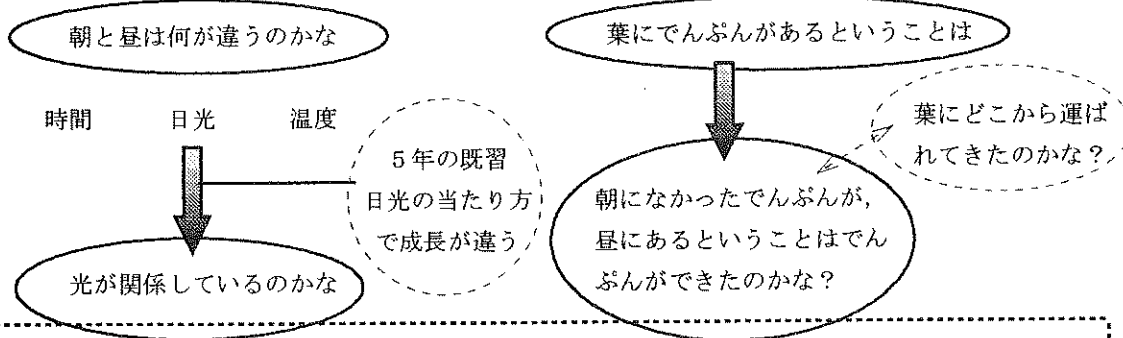 朝と昼は何が違うのかな
葉にでんぷんがあるということは
時間 日光 温度
5年の既習
日光の当たり方
で成長が違う
葉にどこから運ば
れてきたのかな?
朝になかったでんぷんが,
昼にあるということはでん
ぷんができたのかな?
光が関係しているのかな